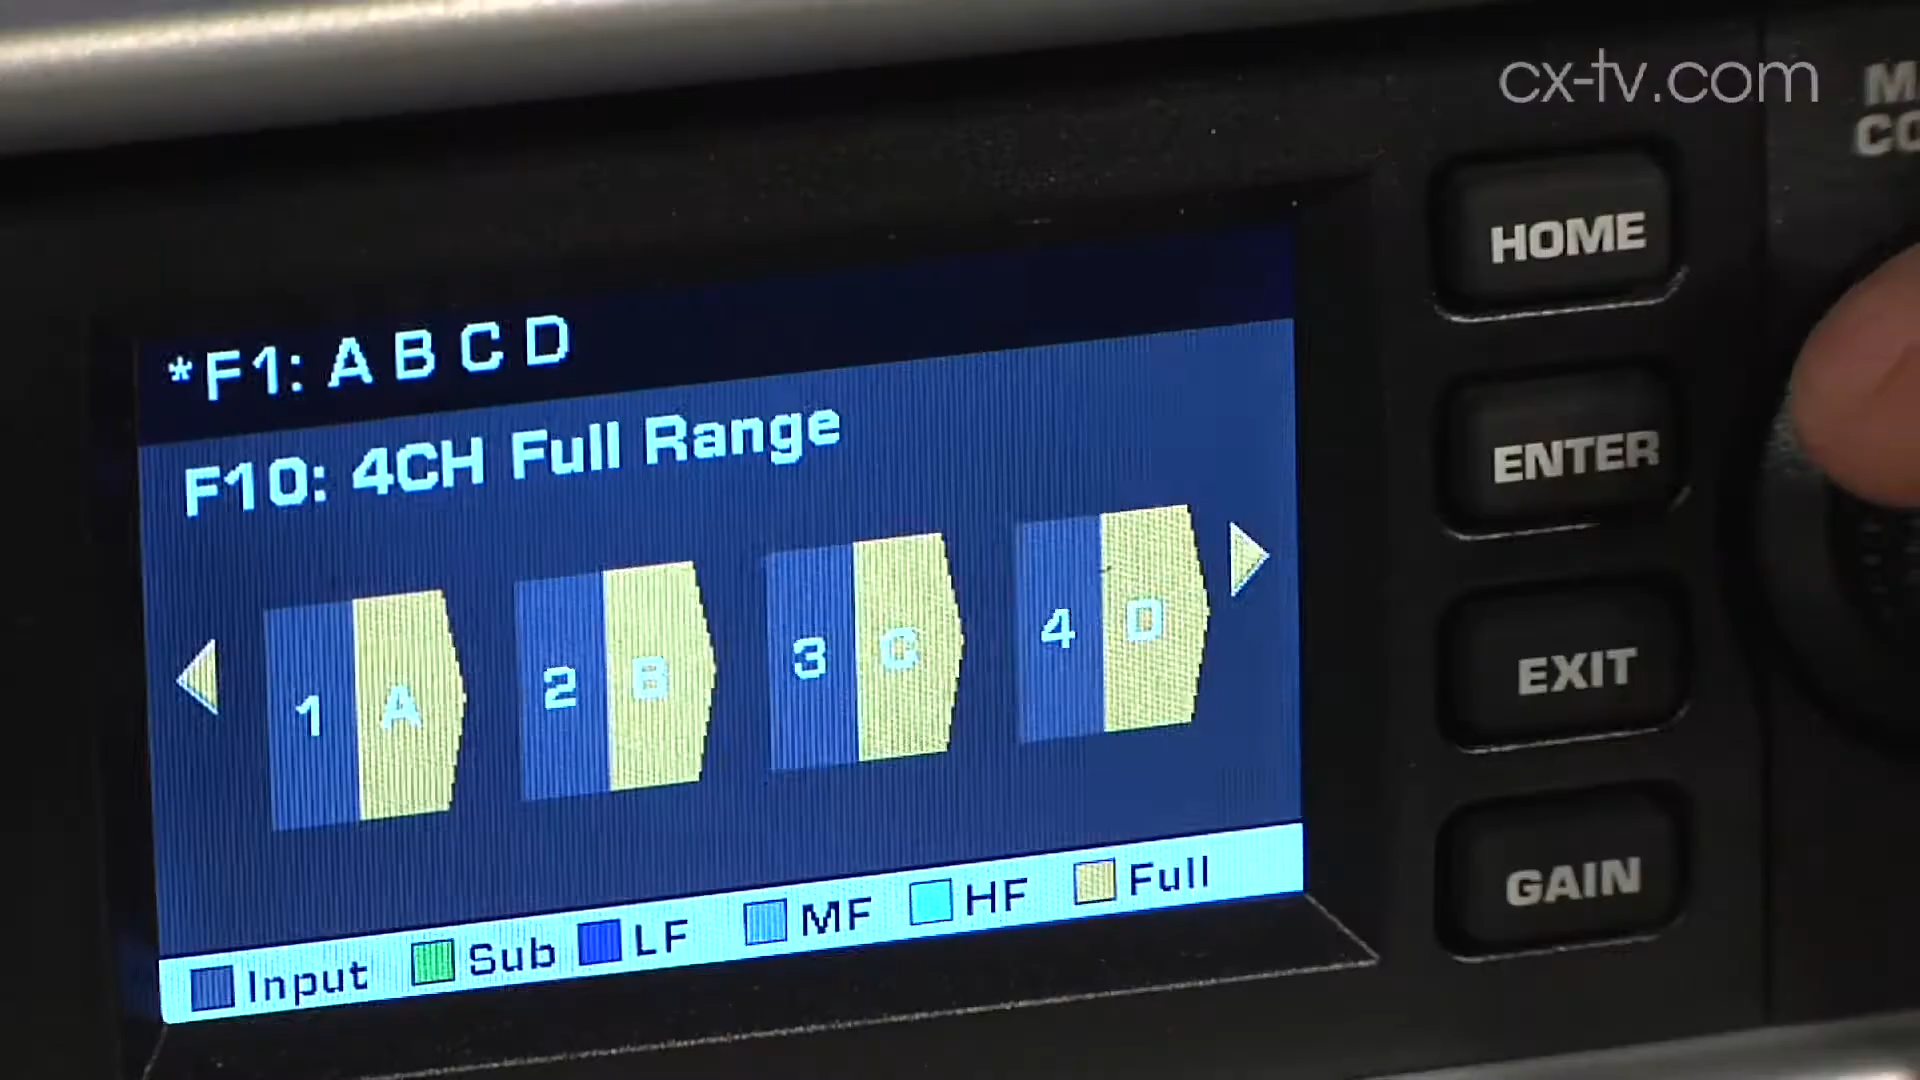 cx-tv.com
HOME
ENTER
EXIT
GAIN
*F1: A B C D
F10: 4CH Full Range
1 A 2 B 3 C 4 D
Input Sub LF MF HF Full